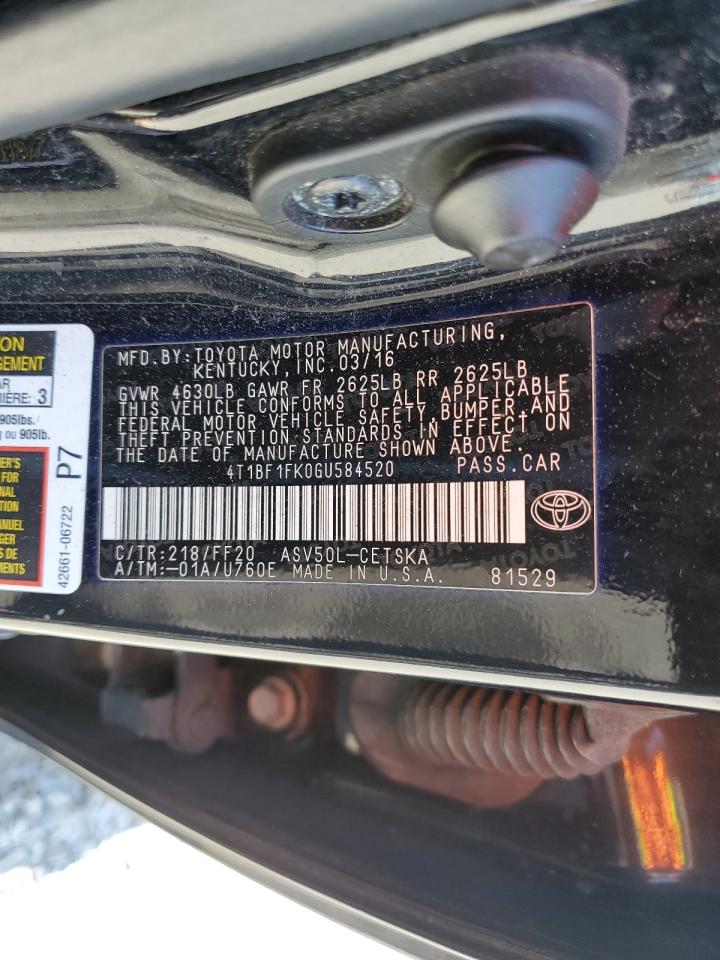 MFD.BY:TOYOTA MOTOR MANUFACTURING,
KENTUCKY, INC. 03/16
GVWR 4630LB GAWR FR 2625LB RR 2625LB
THIS VEHICLE CONFORMS TO ALL APPLICABLE
FEDERAL MOTOR VEHICLE SAFETY, BUMPER, AND
THEFT PREVENTION STANDARDS IN EFFECT ON
THE DATE OF MANUFACTURE SHOWN ABOVE.
4T1BF1FK0GU584520 PASS.CAR
C/TR:218/FF20 ASV50L-CETSKA
A/TM:-01A/U760E MADE IN U.S.A. 81529
3
905lbs.
ou 905lb.
P7
42661-06722